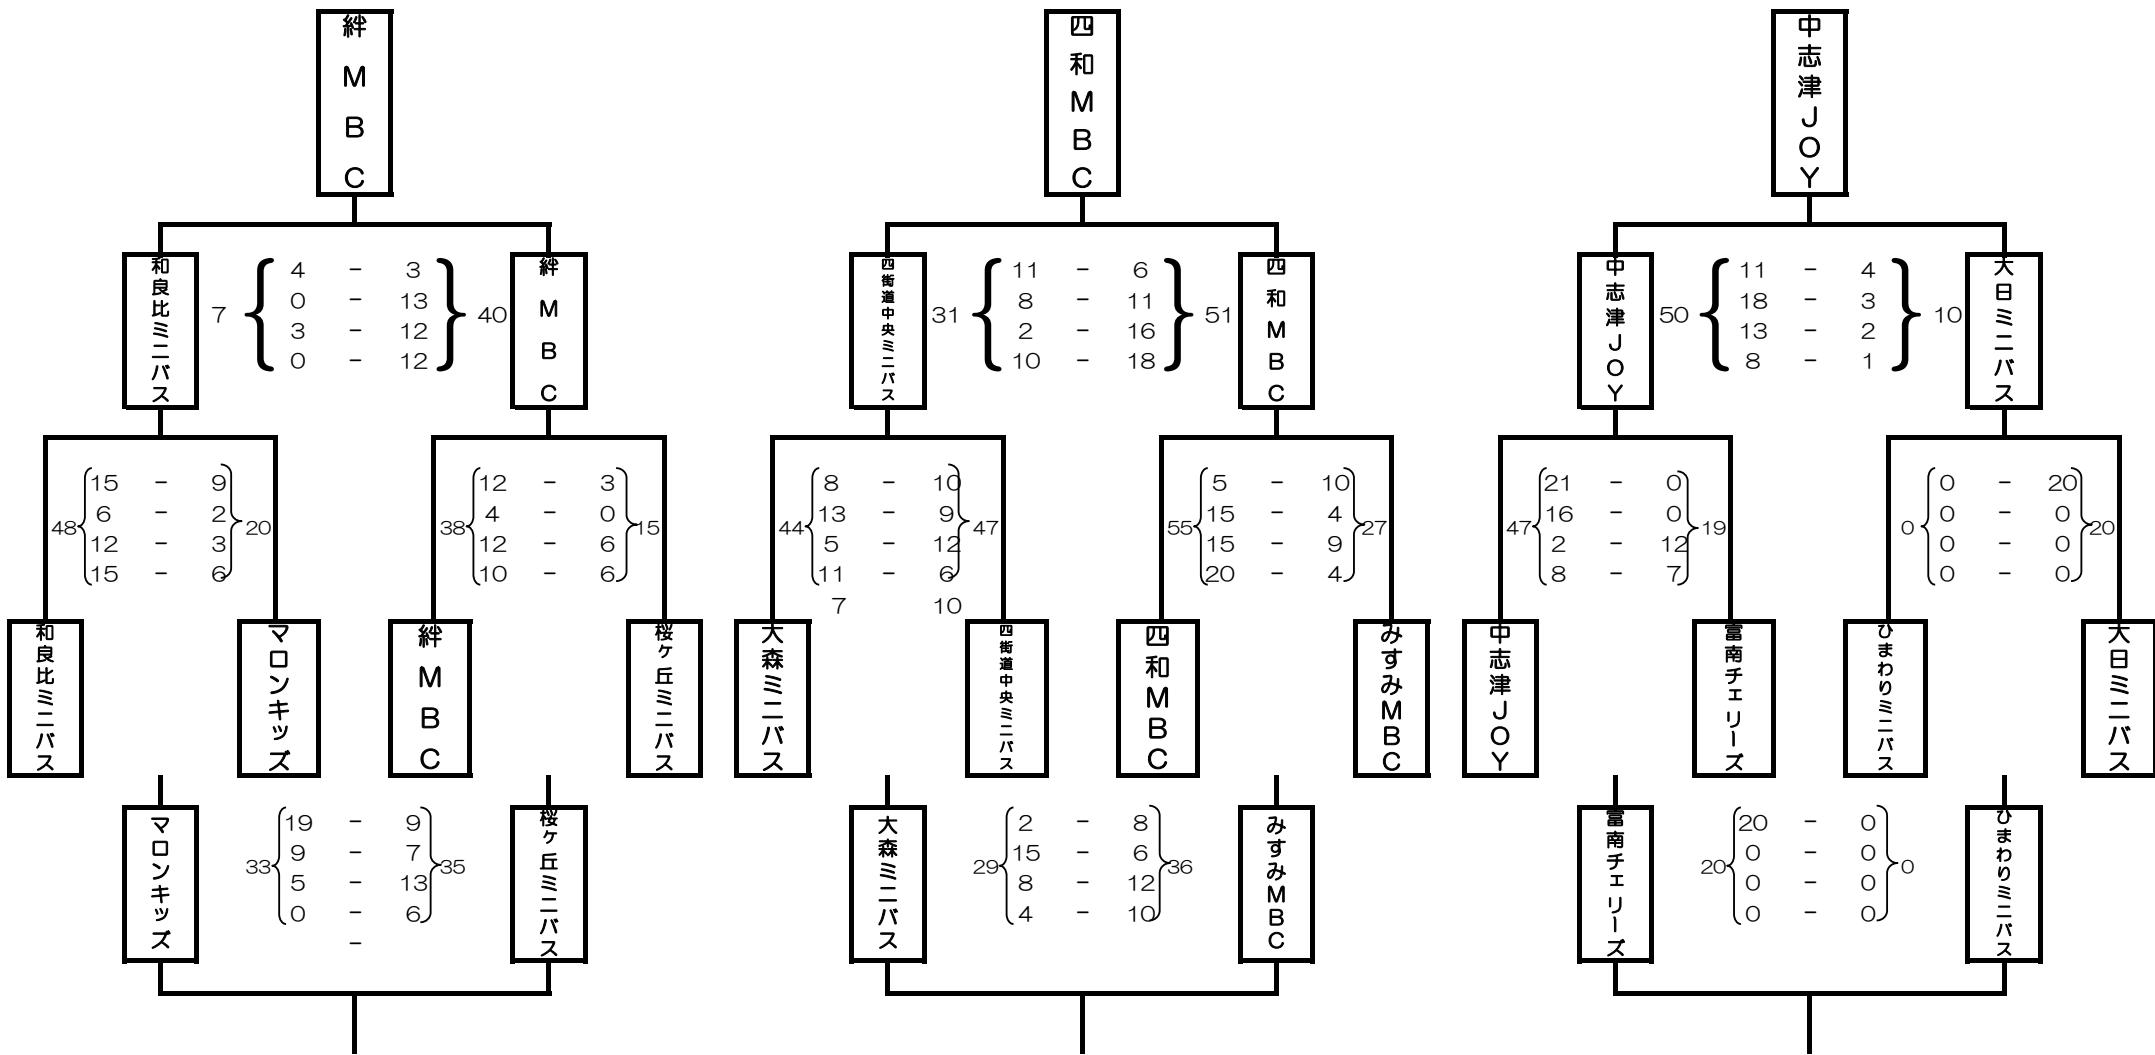 絆MBC
四和MBC
中志津JOY
和良比ミニバス
7
4 - 3
0 - 13
3 - 12
0 - 12
40
絆MBC
四街道中央ミニバス
31
11 - 6
8 - 11
2 - 16
10 - 18
51
四和MBC
中志津JOY
50
11 - 4
18 - 3
13 - 2
8 - 1
10
大日ミニバス
48
15 - 9
6 - 2
12 - 3
15 - 6
20
38
12 - 3
4 - 0
12 - 6
10 - 6
15
44
8 - 10
13 - 9
5 - 12
11 - 6
7 10
47
55
5 - 10
15 - 4
15 - 9
20 - 4
27
47
21 - 0
16 - 0
2 - 12
8 - 7
19
0
0 - 20
0 - 0
0 - 0
0 - 0
20
和良比ミニバス
マロンキッズ
絆MBC
桜ヶ丘ミニバス
大森ミニバス
四街道中央ミニバス
四和MBC
みすみMBC
中志津JOY
富南チェリーズ
ひまわりミニバス
大日ミニバス
マロンキッズ
33
19 - 9
9 - 7
5 - 13
0 - 6
-
35
桜ヶ丘ミニバス
大森ミニバス
29
2 - 8
15 - 6
8 - 12
4 - 10
36
みすみMBC
富南チェリーズ
20
20 - 0
0 - 0
0 - 0
0 - 0
0
ひまわりミニバス